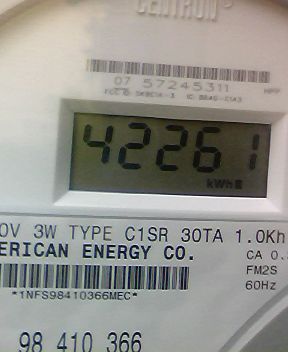 CENTRON
07 57245311
42261
kWh
0V 3W TYPE C1SR 30TA 1.0Kh
ERICAN ENERGY CO. CA 0.
FM2S
60Hz
*1NFS98410366MEC*
98 410 366